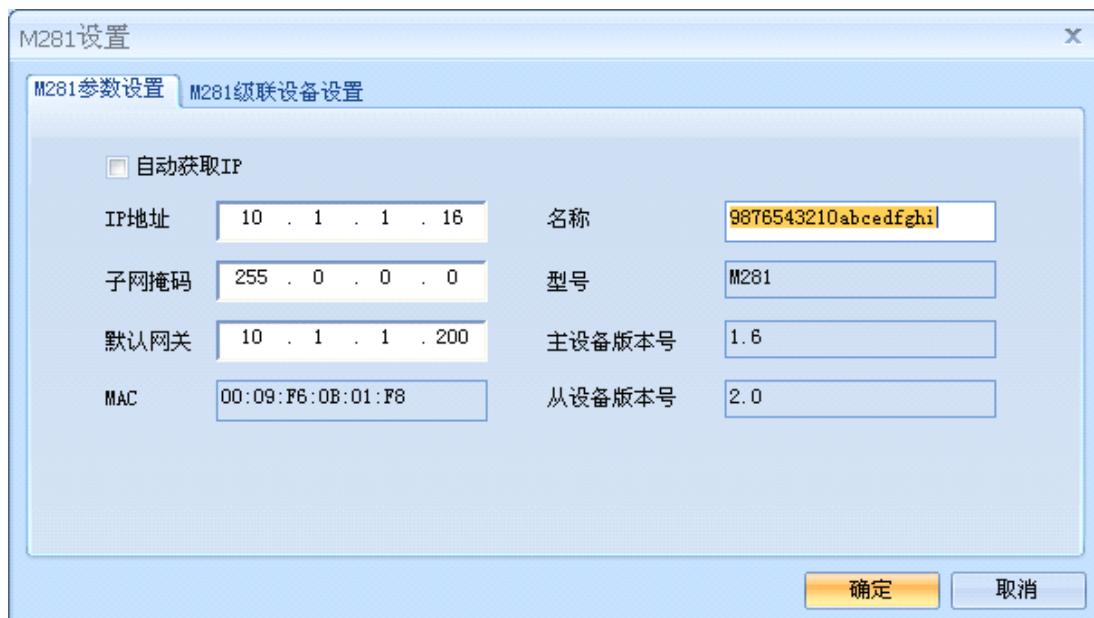 M281设置
M281参数设置 M281级联设备设置
自动获取IP
IP地址 10 . 1 . 1 . 16 名称 9876543210abcedfghi
子网掩码 255 . 0 . 0 . 0 型号 M281
默认网关 10 . 1 . 1 . 200 主设备版本号 1.6
MAC 00:09:F6:0B:01:F8 从设备版本号 2.0
确定 取消